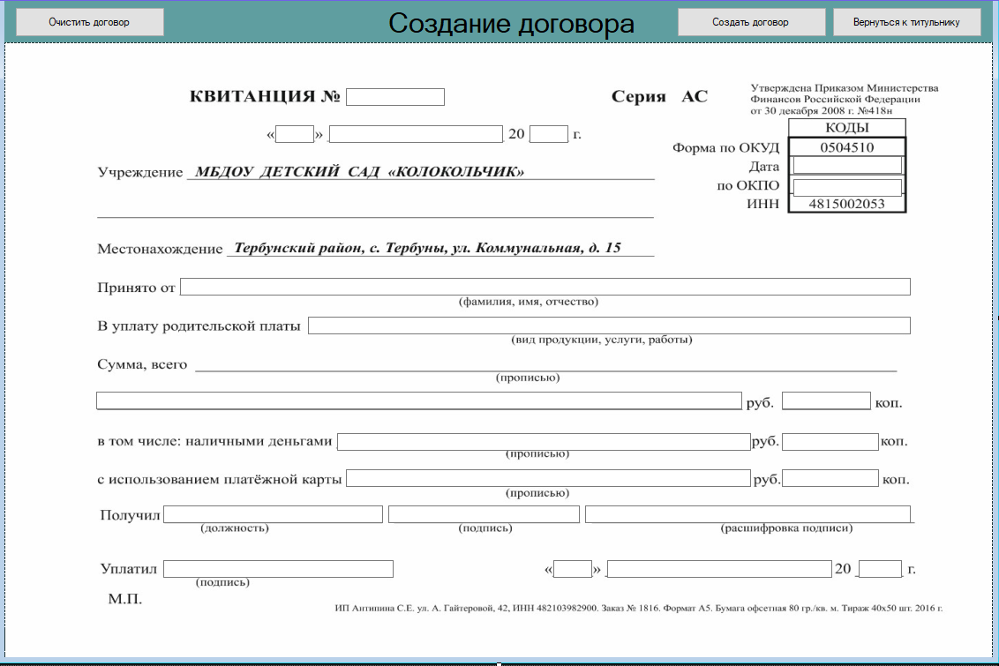 Очистить договор
Создание договора
Создать договор
Вернуться к титульнику
КВИТАНЦИЯ №
Серия АС
Утверждена Приказом Министерства
Финансов Российской Федерации
от 30 декабря 2008 г. №418н
« » 20 г.
КОДЫ
Форма по ОКУД 0504510
Дата
по ОКПО
ИНН 4815002053
Учреждение МБДОУ ДЕТСКИЙ САД «КОЛОКОЛЬЧИК»
Местонахождение Тербунский район, с. Тербуны, ул. Коммунальная, д. 15
Принято от
(фамилия, имя, отчество)
В уплату родительской платы
(вид продукции, услуги, работы)
Сумма, всего
(прописью)
руб. коп.
в том числе: наличными деньгами руб. коп.
(прописью)
с использованием платёжной карты руб. коп.
(прописью)
Получил
(должность) (подпись) (расшифровка подписи)
Уплатил « » 20 г.
(подпись)
М.П.
ИП Антипина С.Е. ул. А. Гайтеровой, 42, ИНН 482103982900. Заказ № 1816. Формат А5. Бумага офсетная 80 гр./кв. м. Тираж 40х50 шт. 2016 г.